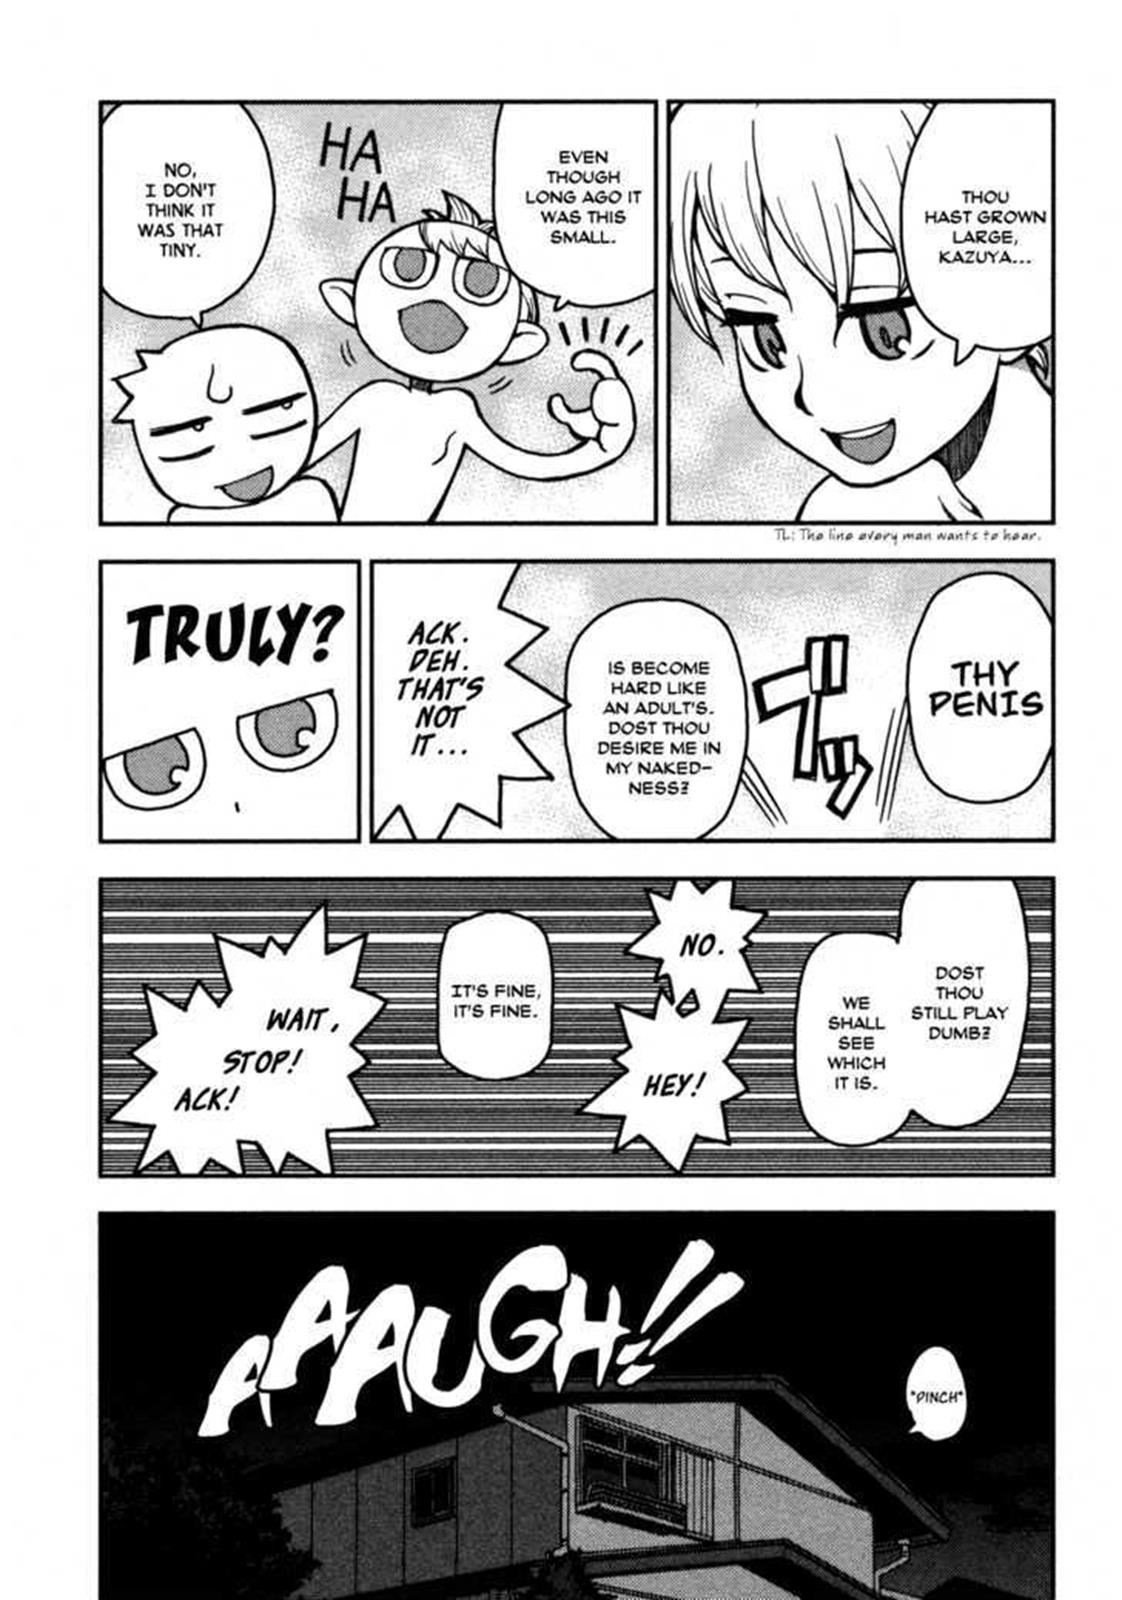 THOU
HAST GROWN
LARGE,
KAZUYA...
EVEN
THOUGH
LONG AGO IT
WAS THIS
SMALL.
HA
HA
NO,
I DON'T
THINK IT
WAS THAT
TINY.
TL: The line every man wants to hear.
THY
PENIS
IS BECOME
HARD LIKE
AN ADULT'S.
DOST THOU
DESIRE ME IN
MY NAKED-
NESS?
ACK.
DEH.
THAT'S
NOT
IT...
TRULY?
DOST
THOU
STILL PLAY
DUMB?
WE
SHALL
SEE
WHICH
IT IS.
NO.
HEY!
IT'S FINE,
IT'S FINE.
WAIT,
STOP!
ACK!
AAAAUGH!!
*PINCH*